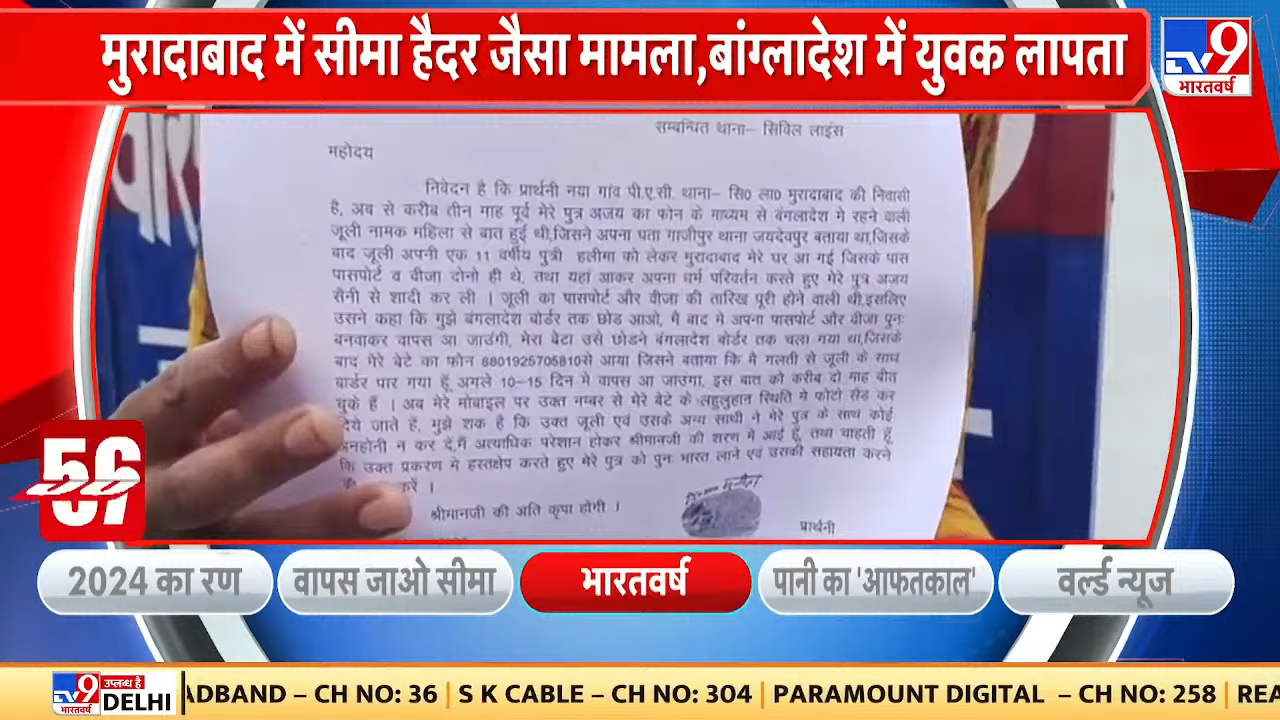 मुरादाबाद में सीमा हैदर जैसा मामला,बांग्लादेश में युवक लापता
TV9
भारतवर्ष
सम्बन्धित थाना– सिविल लाइंस
महोदय
निवेदन है कि प्रार्थनी नया गांव पी.ए.सी. थाना– सि0 ला0 मुरादाबाद की निवासी
है, अब से करीब तीन माह पूर्व मेरे पुत्र अजय का फोन के माध्यम से बंगलादेश मे रहने वाली
जूली नामक महिला से बात हुई थी,जिसने अपना पता गाजीपुर थाना जयदेवपुर बताया था,जिसके
बाद जूली अपनी एक 11 वर्षीय पुत्री हलीमा को लेकर मुरादाबाद मेरे घर आ गई जिसके पास
पासपोर्ट व वीजा दोनो ही थे, तथा यहां आकर अपना धर्म परिवर्तन करते हुए मेरे पुत्र अजय
सैनी से शादी कर ली । जूली का पासपोर्ट और वीजा की तारिख पूरी होने वाली थी,इसलिए
उसने कहा कि मुझे बंगलादेश बोर्डर तक छोड आओ, मै बाद मे अपना पासपोर्ट और वीजा पुनः
बनवाकर वापस आ जाउंगी, मेरा बेटा उसे छोडने बंगलादेश बोर्डर तक चला गया था,जिसके
बाद मेरे बेटे का फोन 8801925705810से आया जिसने बताया कि मै गलती से जूली के साथ
बार्डर पार गया हूँ, अगले 10–15 दिन मे वापस आ जाउंगा, इस बात को करीब दो माह बीत
चुके हैं । अब मेरे मोबाइल पर उक्त नम्बर से मेरे बेटे के लहुलुहान स्थिति मे फोटो सेंड कर
दिये जाते हैं, मुझे शक है कि उक्त जूली एवं उसके अन्य साथी ने मेरे पुत्र के साथ कोई
अनहोनी न कर दे,मैं अत्याधिक परेशान होकर श्रीमानजी की शरण मे आई हूँ, तथा चाहती हूँ
कि उक्त प्रकरण मे हस्तक्षेप करते हुए मेरे पुत्र को पुनः भारत लाने एवं उसकी सहायता करने
करें ।
श्रीमानजी की अति कृपा होगी ।
प्रार्थनी
2024 का रण
वापस जाओ सीमा
भारतवर्ष
पानी का 'आफतकाल'
वर्ल्ड न्यूज
TV9
भारतवर्ष
उपलब्ध है
DELHI
ADBAND – CH NO: 36 | S K CABLE – CH NO: 304 | PARAMOUNT DIGITAL – CH NO: 258 | REA